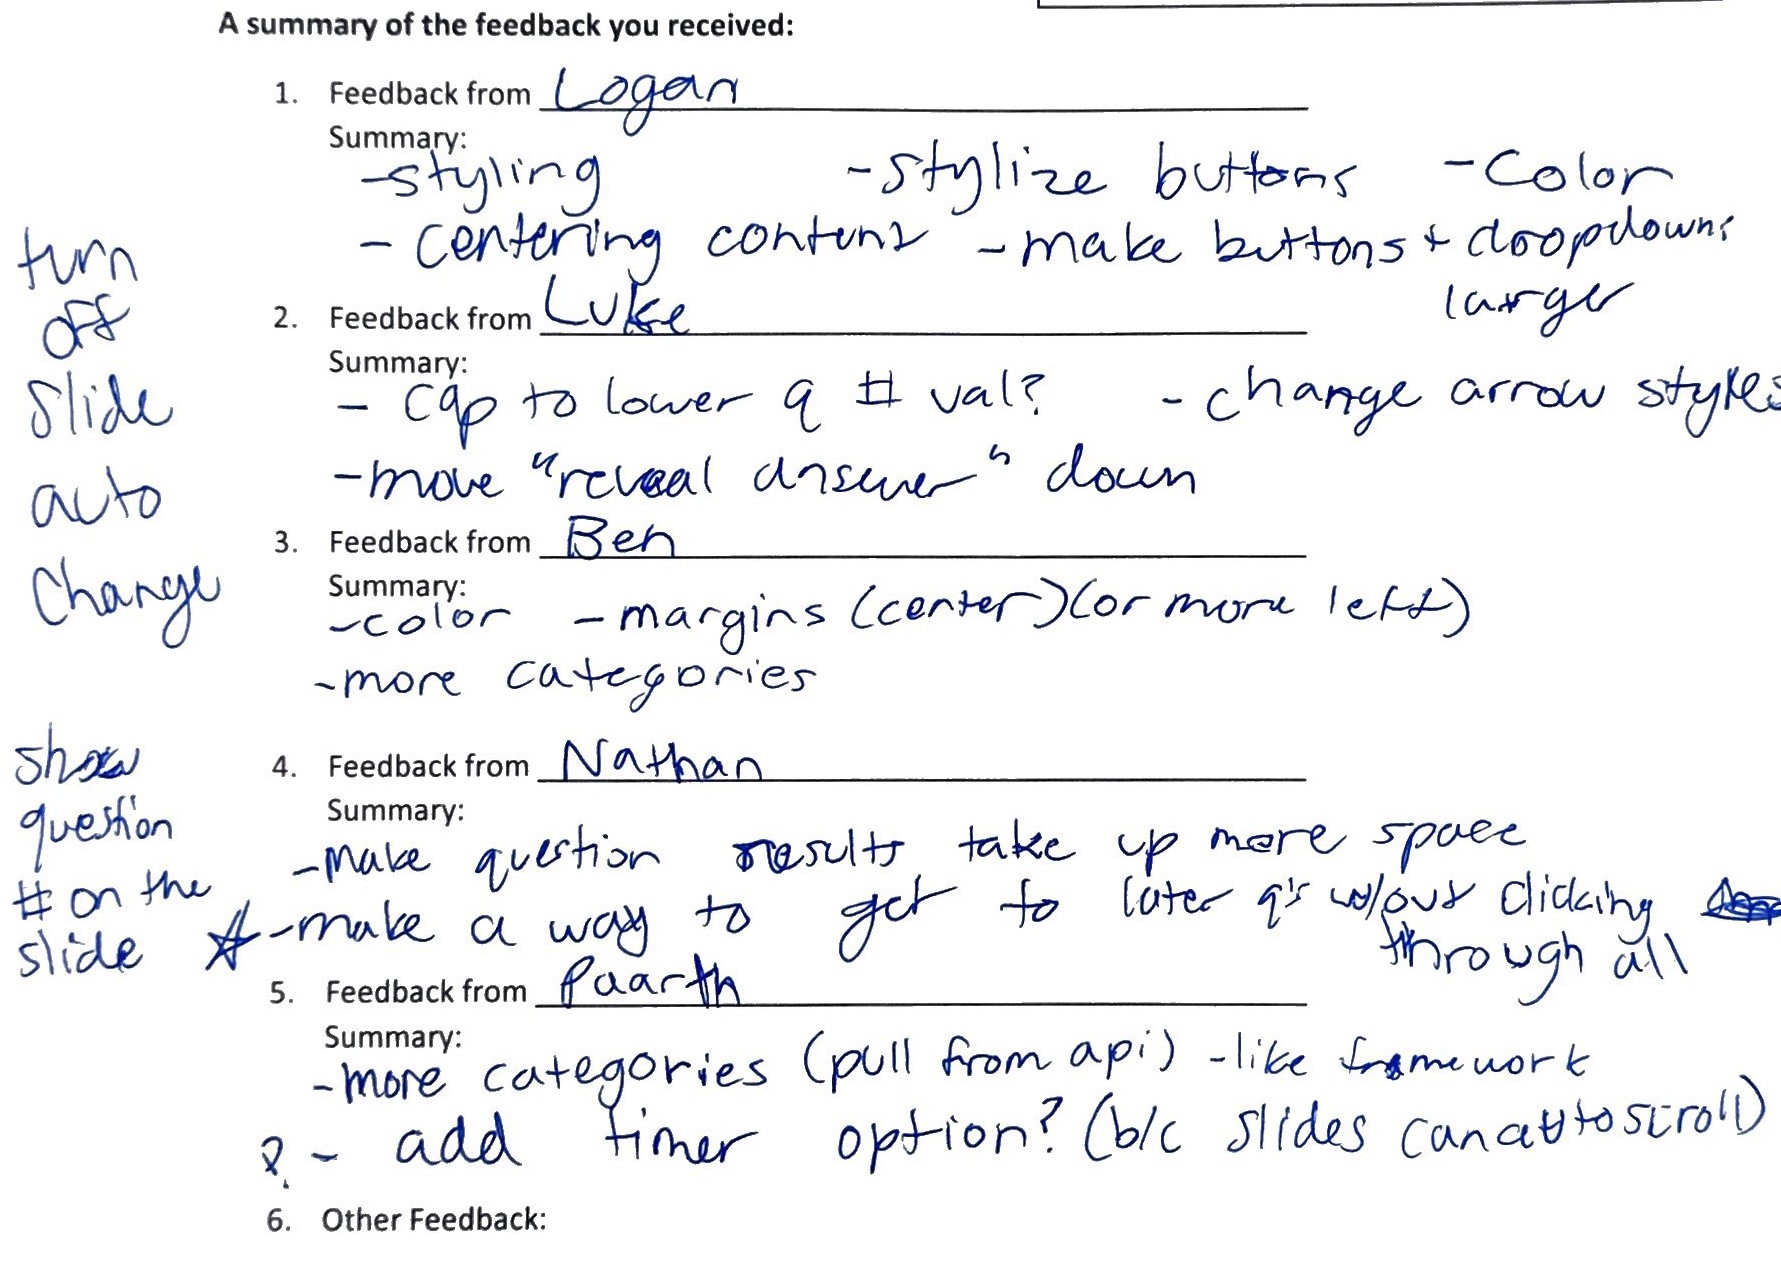 A summary of the feedback you received:
1. Feedback from Logan
Summary:
-styling -stylize buttons -Color
- centering content -make buttons + dropdowns
larger
2. Feedback from Luke
Summary:
- cap to lower q # val? - change arrow styles
-move "reveal answer" down
3. Feedback from Ben
Summary:
-color -margins (center)(or more left)
-more categories
turn
off
slide
auto
change
4. Feedback from Nathan
Summary:
-Make question results take up more space
-make a way to get to later q's w/out clicking
through all
show
question
# on the
slide
5. Feedback from Paarth
Summary:
-more categories (pull from api) -like framework
? - add timer option? (b/c slides can autoscroll)
6. Other Feedback: